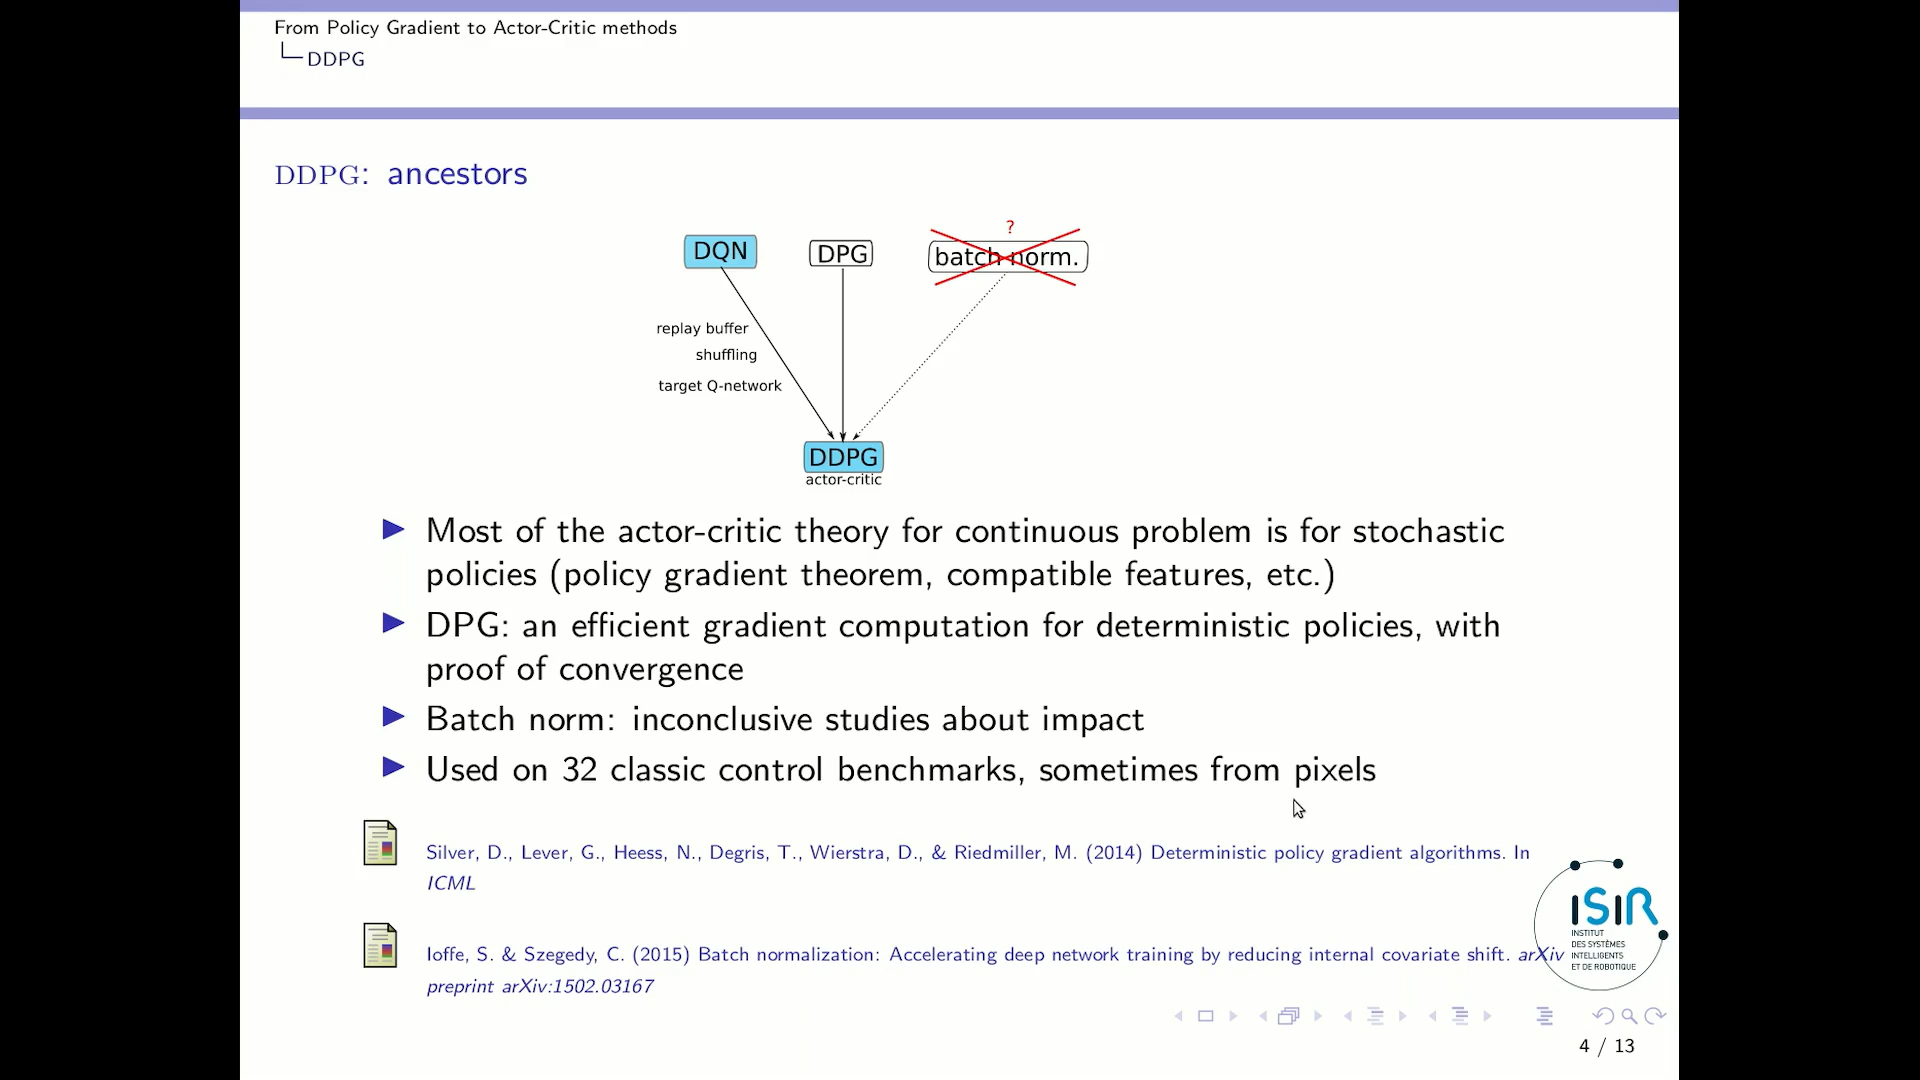 From Policy Gradient to Actor-Critic methods
DDPG
DDPG: ancestors
?
DQN
DPG
batch norm.
replay buffer
shuffling
target Q-network
DDPG
actor-critic
Most of the actor-critic theory for continuous problem is for stochastic
policies (policy gradient theorem, compatible features, etc.)
DPG: an efficient gradient computation for deterministic policies, with
proof of convergence
Batch norm: inconclusive studies about impact
Used on 32 classic control benchmarks, sometimes from pixels
Silver, D., Lever, G., Heess, N., Degris, T., Wierstra, D., & Riedmiller, M. (2014) Deterministic policy gradient algorithms. In
ICML
Ioffe, S. & Szegedy, C. (2015) Batch normalization: Accelerating deep network training by reducing internal covariate shift. arXiv
preprint arXiv:1502.03167
ISIR
INSTITUT
DES SYSTÈMES
INTELLIGENTS
ET DE ROBOTIQUE
4 / 13